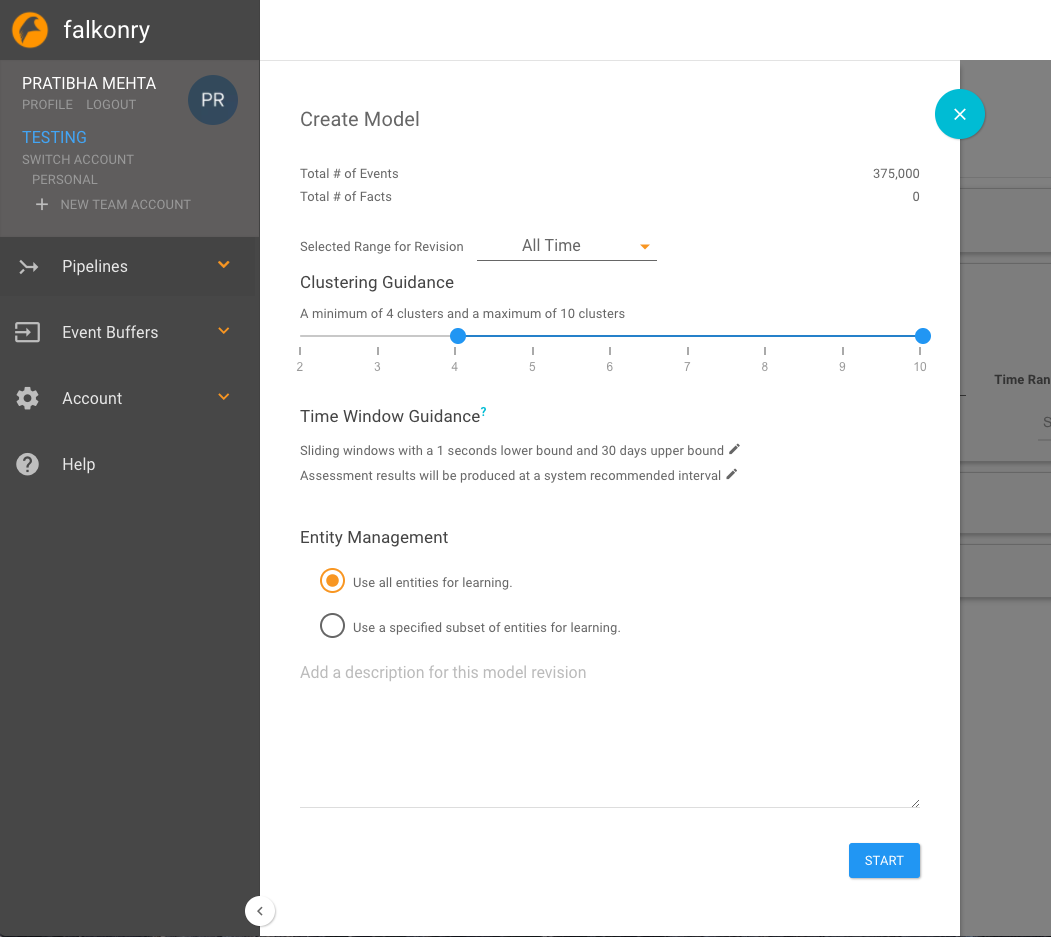 falkonry
PRATIBHA MEHTA
PROFILE LOGOUT
PR
TESTING
SWITCH ACCOUNT
PERSONAL
NEW TEAM ACCOUNT
Pipelines
Event Buffers
Account
Help
Create Model
Total # of Events 375,000
Total # of Facts 0
Selected Range for Revision All Time
Clustering Guidance
A minimum of 4 clusters and a maximum of 10 clusters
2 3 4 5 6 7 8 9 10
Time Window Guidance?
Sliding windows with a 1 seconds lower bound and 30 days upper bound
Assessment results will be produced at a system recommended interval
Entity Management
Use all entities for learning.
Use a specified subset of entities for learning.
Add a description for this model revision
START
Time Ran
S